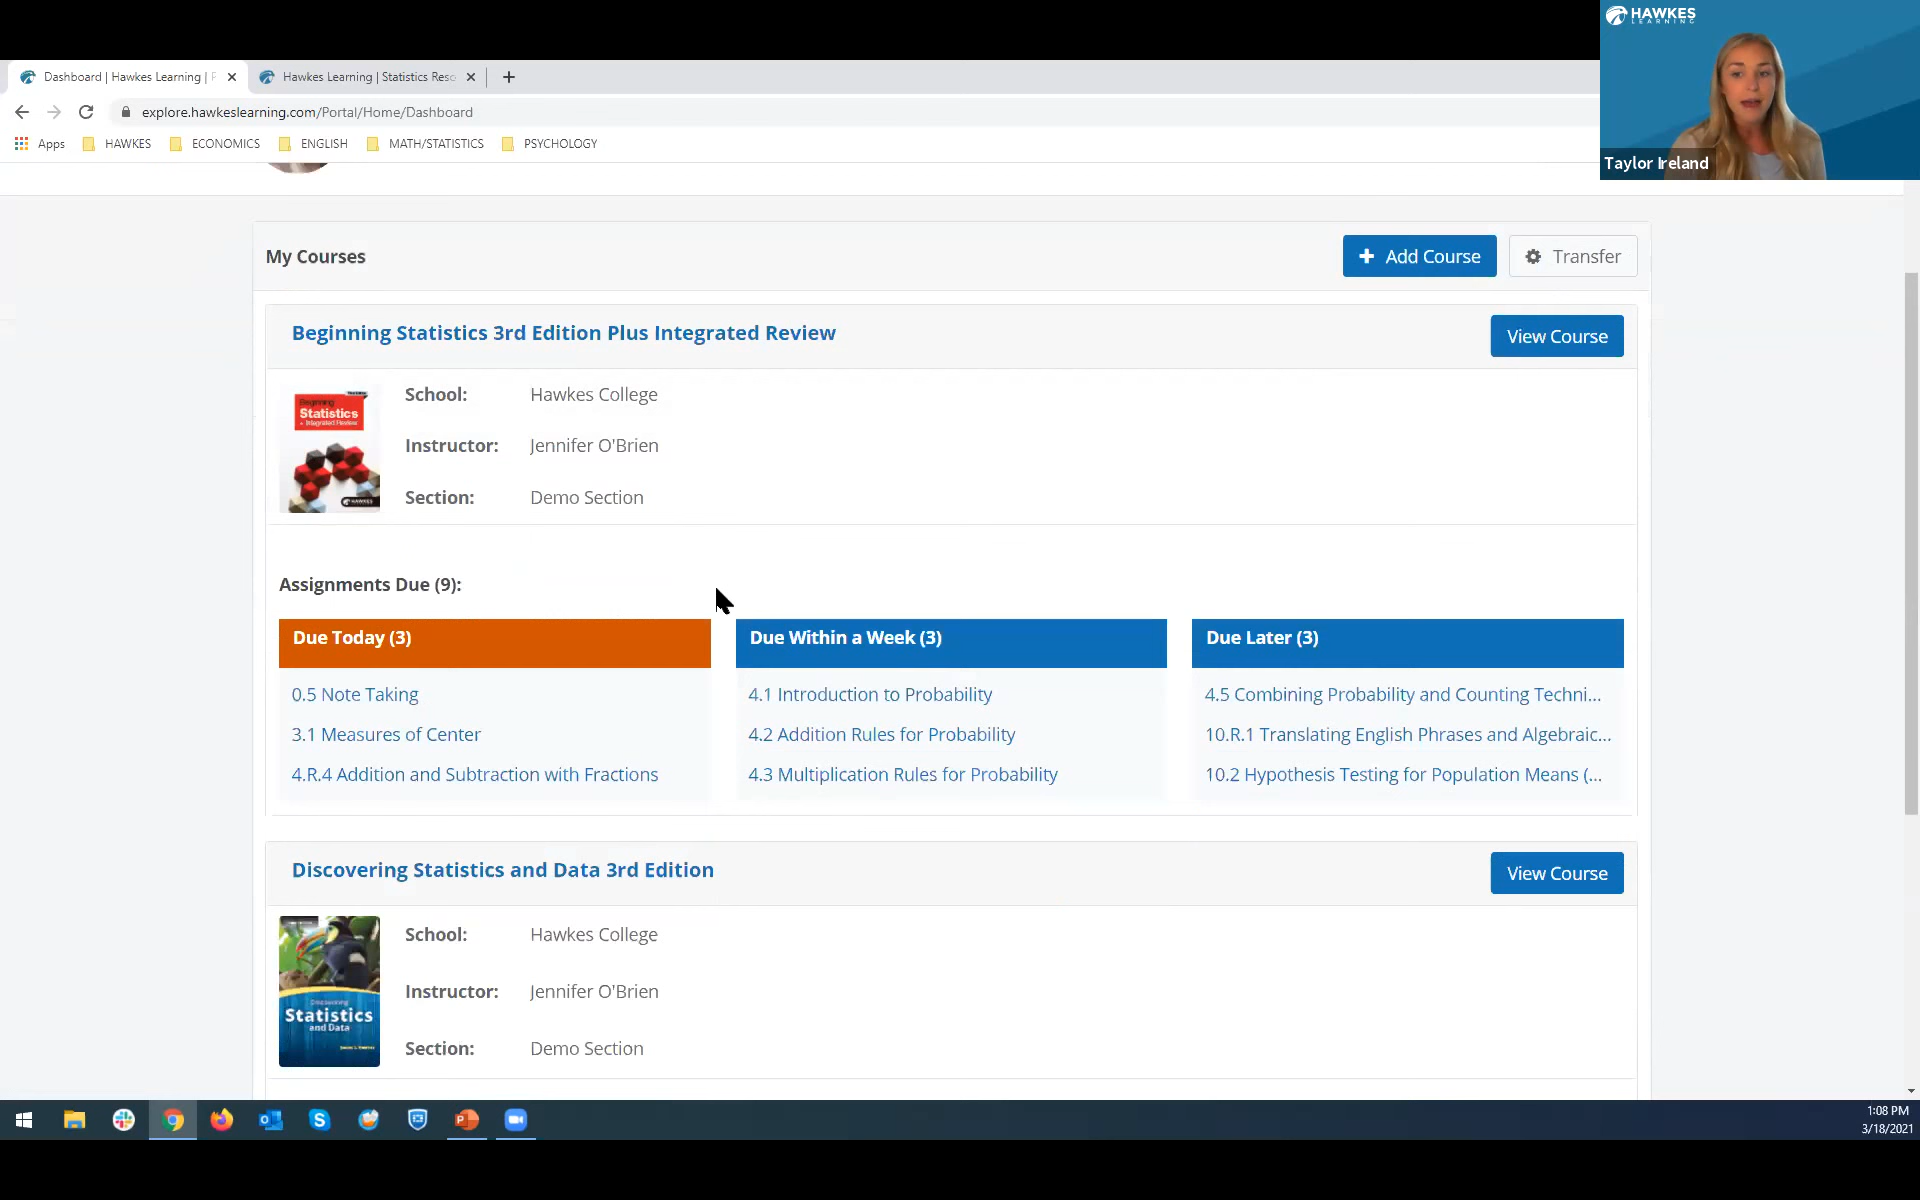 HAWKES
LEARNING
Taylor Ireland
Dashboard | Hawkes Learning |
Hawkes Learning | Statistics Reso
explore.hawkeslearning.com/Portal/Home/Dashboard
Apps HAWKES ECONOMICS ENGLISH MATH/STATISTICS PSYCHOLOGY
My Courses
Add Course
Transfer
Beginning Statistics 3rd Edition Plus Integrated Review
View Course
Beginning
Statistics
+ Integrated Review
HAWKES
School: Hawkes College
Instructor: Jennifer O'Brien
Section: Demo Section
Assignments Due (9):
Due Today (3)
0.5 Note Taking
3.1 Measures of Center
4.R.4 Addition and Subtraction with Fractions
Due Within a Week (3)
4.1 Introduction to Probability
4.2 Addition Rules for Probability
4.3 Multiplication Rules for Probability
Due Later (3)
4.5 Combining Probability and Counting Techni...
10.R.1 Translating English Phrases and Algebraic...
10.2 Hypothesis Testing for Population Means (...
Discovering Statistics and Data 3rd Edition
View Course
Discovering
Statistics
and Data
School: Hawkes College
Instructor: Jennifer O'Brien
Section: Demo Section
1:08 PM
3/18/2021